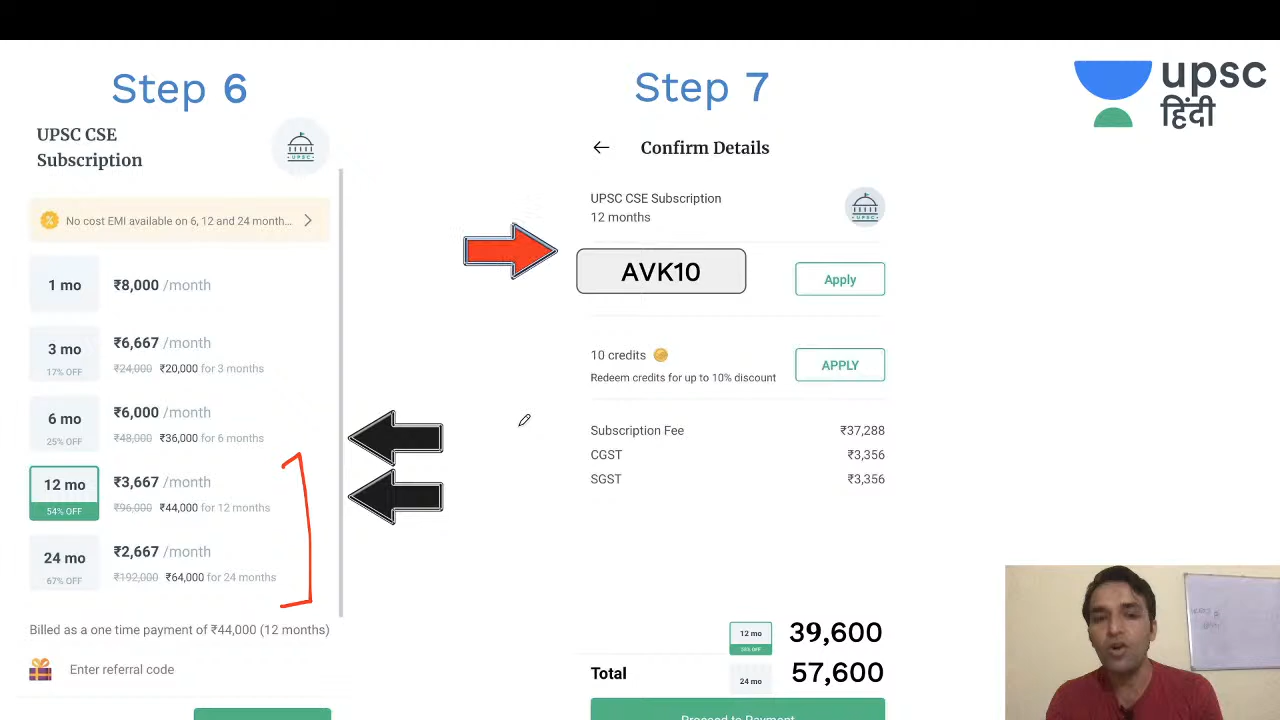 Step 6
UPSC CSE
Subscription
UPSC
No cost EMI available on 6, 12 and 24 month...
1 mo
₹8,000 /month
3 mo
17% OFF
₹6,667 /month
₹24,000 ₹20,000 for 3 months
6 mo
25% OFF
₹6,000 /month
₹48,000 ₹36,000 for 6 months
12 mo
54% OFF
₹3,667 /month
₹96,000 ₹44,000 for 12 months
24 mo
67% OFF
₹2,667 /month
₹192,000 ₹64,000 for 24 months
Billed as a one time payment of ₹44,000 (12 months)
Enter referral code
Step 7
Confirm Details
UPSC CSE Subscription
12 months
UPSC
AVK10
Apply
10 credits
Redeem credits for up to 10% discount
APPLY
Subscription Fee ₹37,288
CGST ₹3,356
SGST ₹3,356
12 mo 39,600
Total 24 mo 57,600
Proceed to Payment
upsc
हिंदी